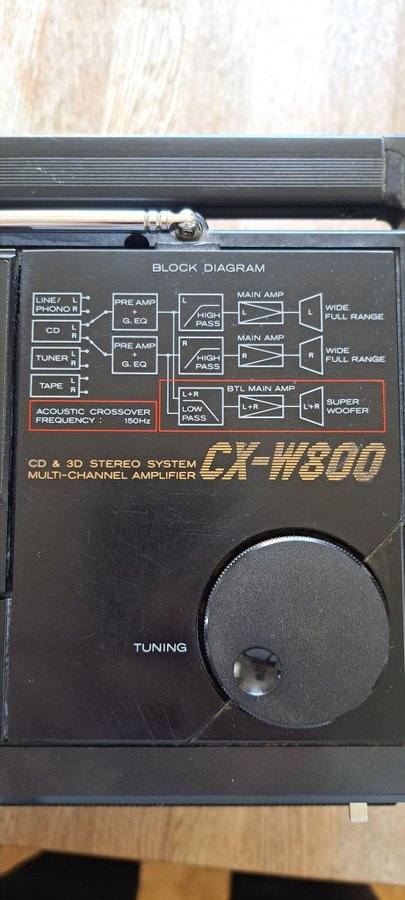 BLOCK DIAGRAM
LINE/ PHONO L R
CD L R
TUNER L R
TAPE L R
PRE AMP + G. EQ
PRE AMP + G. EQ
L HIGH PASS
R HIGH PASS
L+R LOW PASS
MAIN AMP
L
MAIN AMP
R
BTL MAIN AMP
L+R
L
WIDE FULL RANGE
R
WIDE FULL RANGE
L+R
SUPER WOOFER
ACOUSTIC CROSSOVER
FREQUENCY : 150Hz
CD & 3D STEREO SYSTEM
MULTI-CHANNEL AMPLIFIER
CX-W800
TUNING